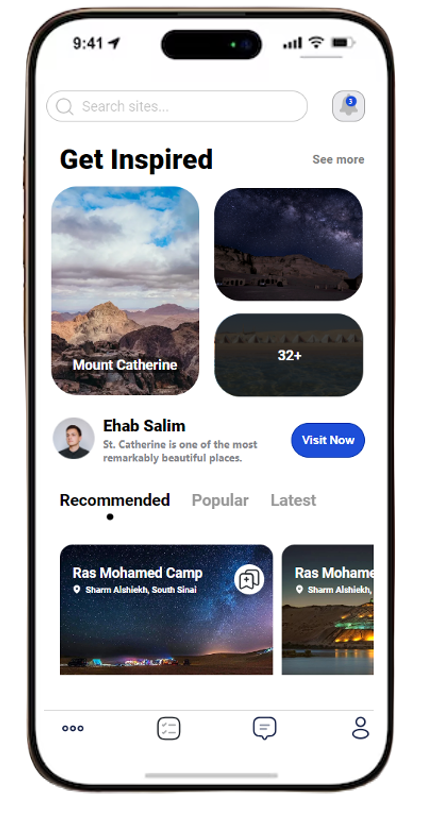 9:41
Search sites...
3
Get Inspired
See more
Mount Catherine
32+
Ehab Salim
St. Catherine is one of the most
remarkably beautiful places.
Visit Now
Recommended
Popular
Latest
Ras Mohamed Camp
Sharm Alshiekh, South Sinai
Ras Mohame
Sharm Alshiekh,